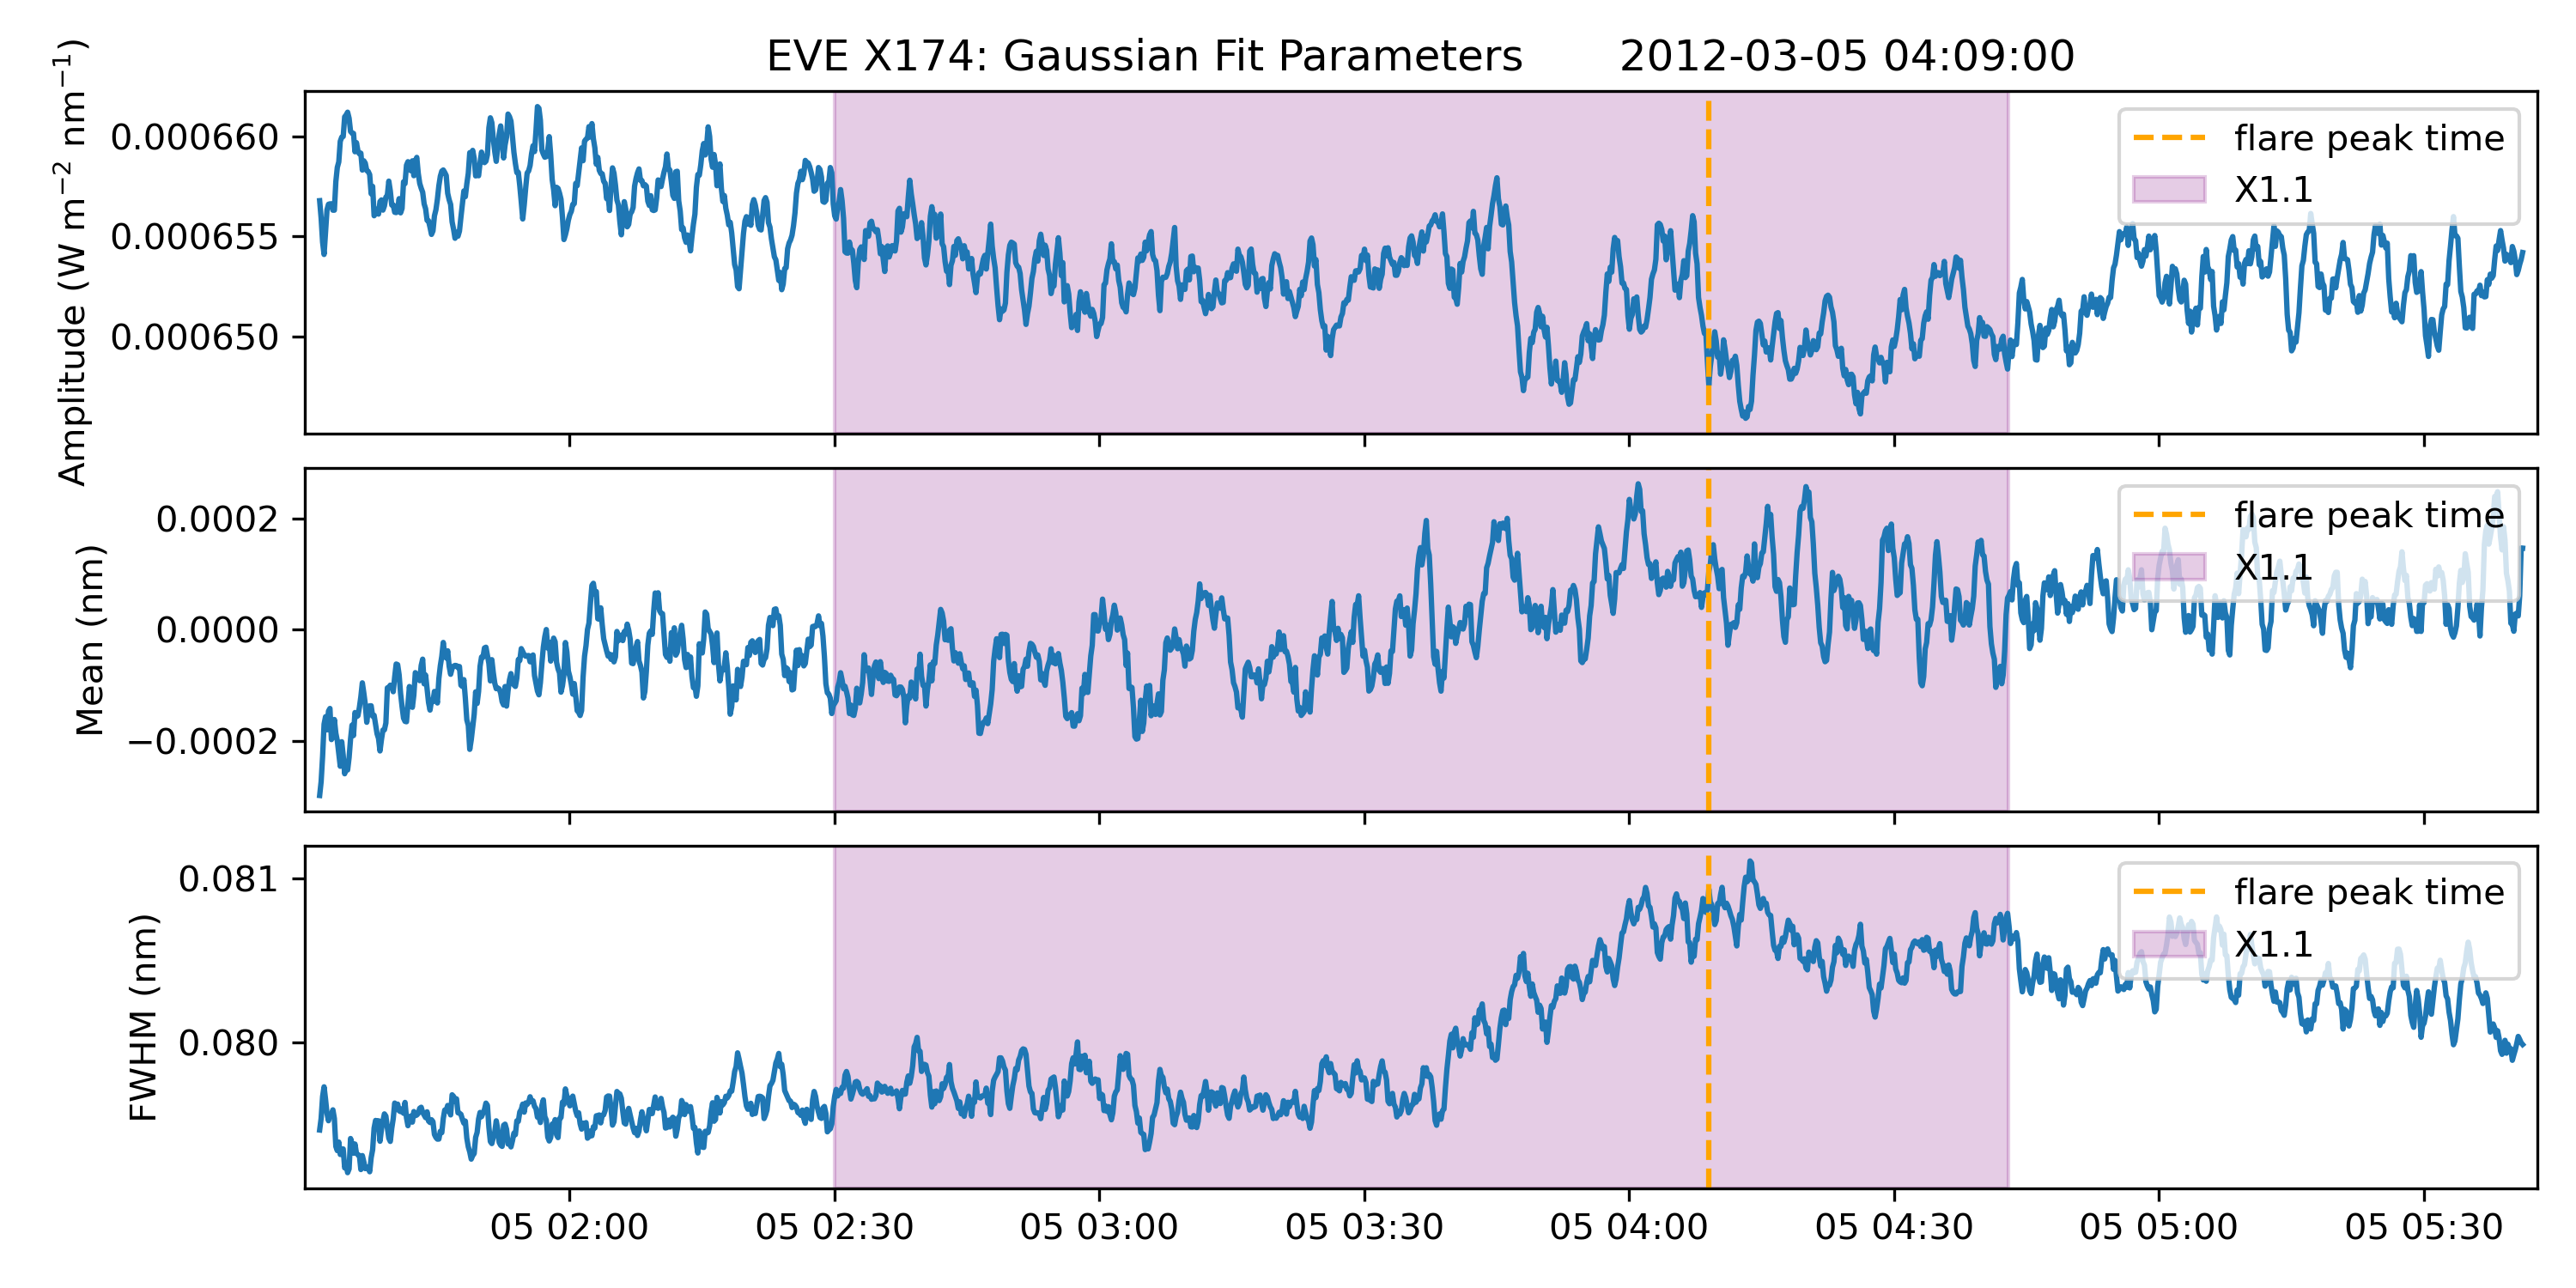 EVE X174: Gaussian Fit Parameters 2012-03-05 04:09:00
Amplitude (W m⁻² nm⁻¹)
0.000660
0.000655
0.000650
flare peak time
X1.1
Mean (nm)
0.0002
0.0000
−0.0002
flare peak time
X1.1
FWHM (nm)
0.081
0.080
flare peak time
X1.1
05 02:00 05 02:30 05 03:00 05 03:30 05 04:00 05 04:30 05 05:00 05 05:30